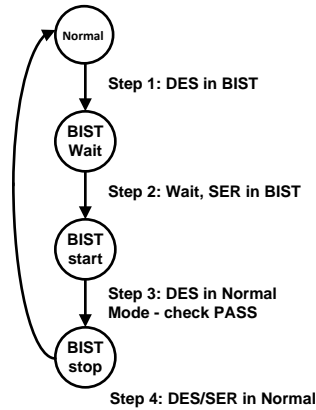 Normal
Step 1: DES in BIST
BIST
Wait
Step 2: Wait, SER in BIST
BIST
start
Step 3: DES in Normal
Mode - check PASS
BIST
stop
Step 4: DES/SER in Normal